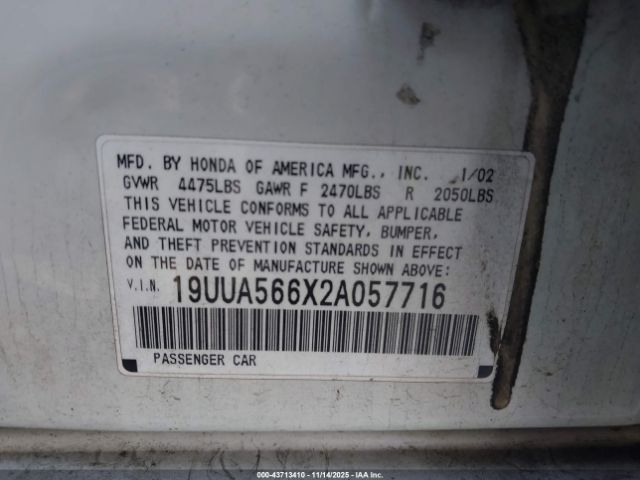 MFD. BY HONDA OF AMERICA MFG., INC. 1/02
GVWR 4475LBS GAWR F 2470LBS R 2050LBS
THIS VEHICLE CONFORMS TO ALL APPLICABLE
FEDERAL MOTOR VEHICLE SAFETY, BUMPER,
AND THEFT PREVENTION STANDARDS IN EFFECT
ON THE DATE OF MANUFACTURE SHOWN ABOVE:
V.I.N. 19UUA566X2A057716
PASSENGER CAR
000-43713410 - 11/14/2025 - IAAI.COM